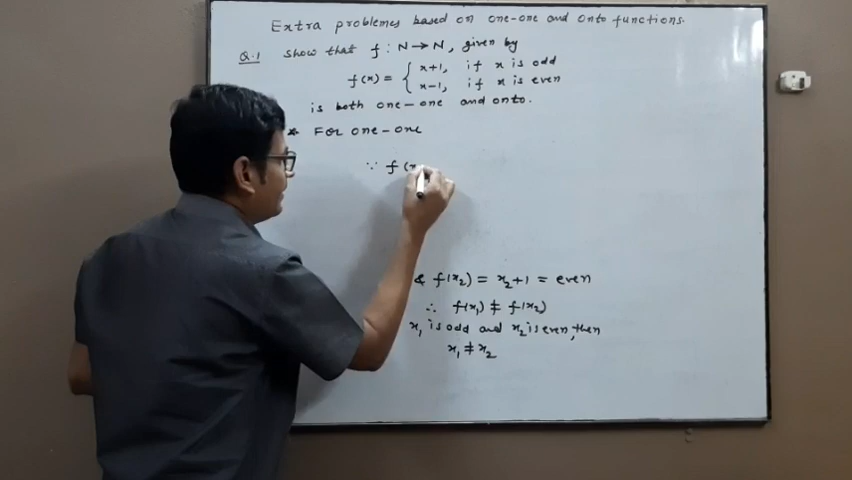 Extra problemes based on one-one and onto functions.
Q.1 Show that f : N → N, given by
f(x) = { x+1, if x is odd
x-1, if x is even
is both one-one and onto.
* For one-one
∵ f(x
& f(x₂) = x₂+1 = even
∴ f(x₁) ≠ f(x₂)
x₁ is odd and x₂ is even, then
x₁ ≠ x₂